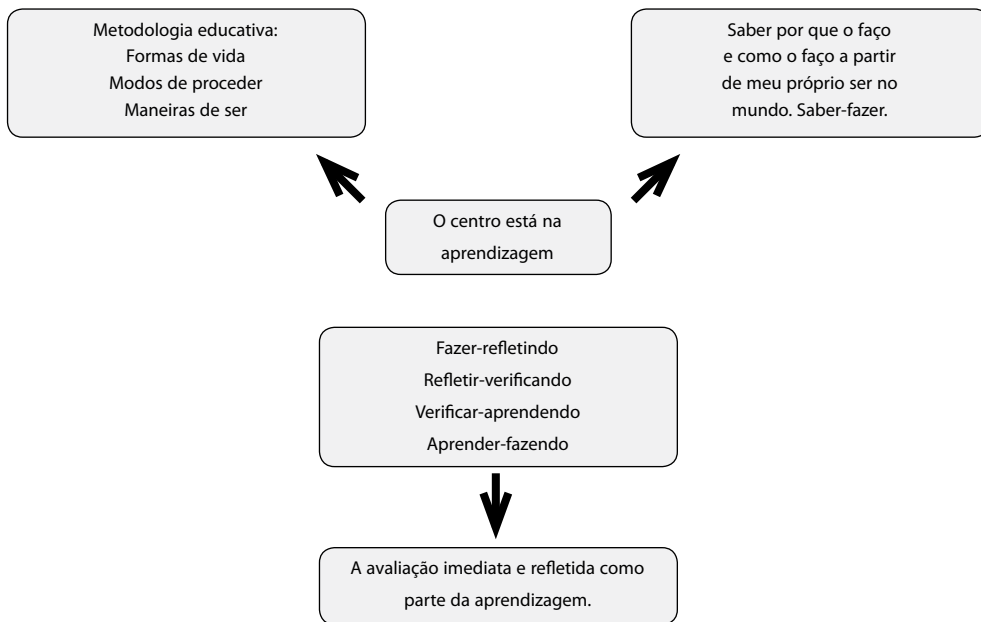 Metodologia educativa:
Formas de vida
Modos de proceder
Maneiras de ser
Saber por que o faço
e como o faço a partir
de meu próprio ser no
mundo. Saber-fazer.
O centro está na
aprendizagem
Fazer-refletindo
Refletir-verificando
Verificar-aprendendo
Aprender-fazendo
A avaliação imediata e refletida como
parte da aprendizagem.